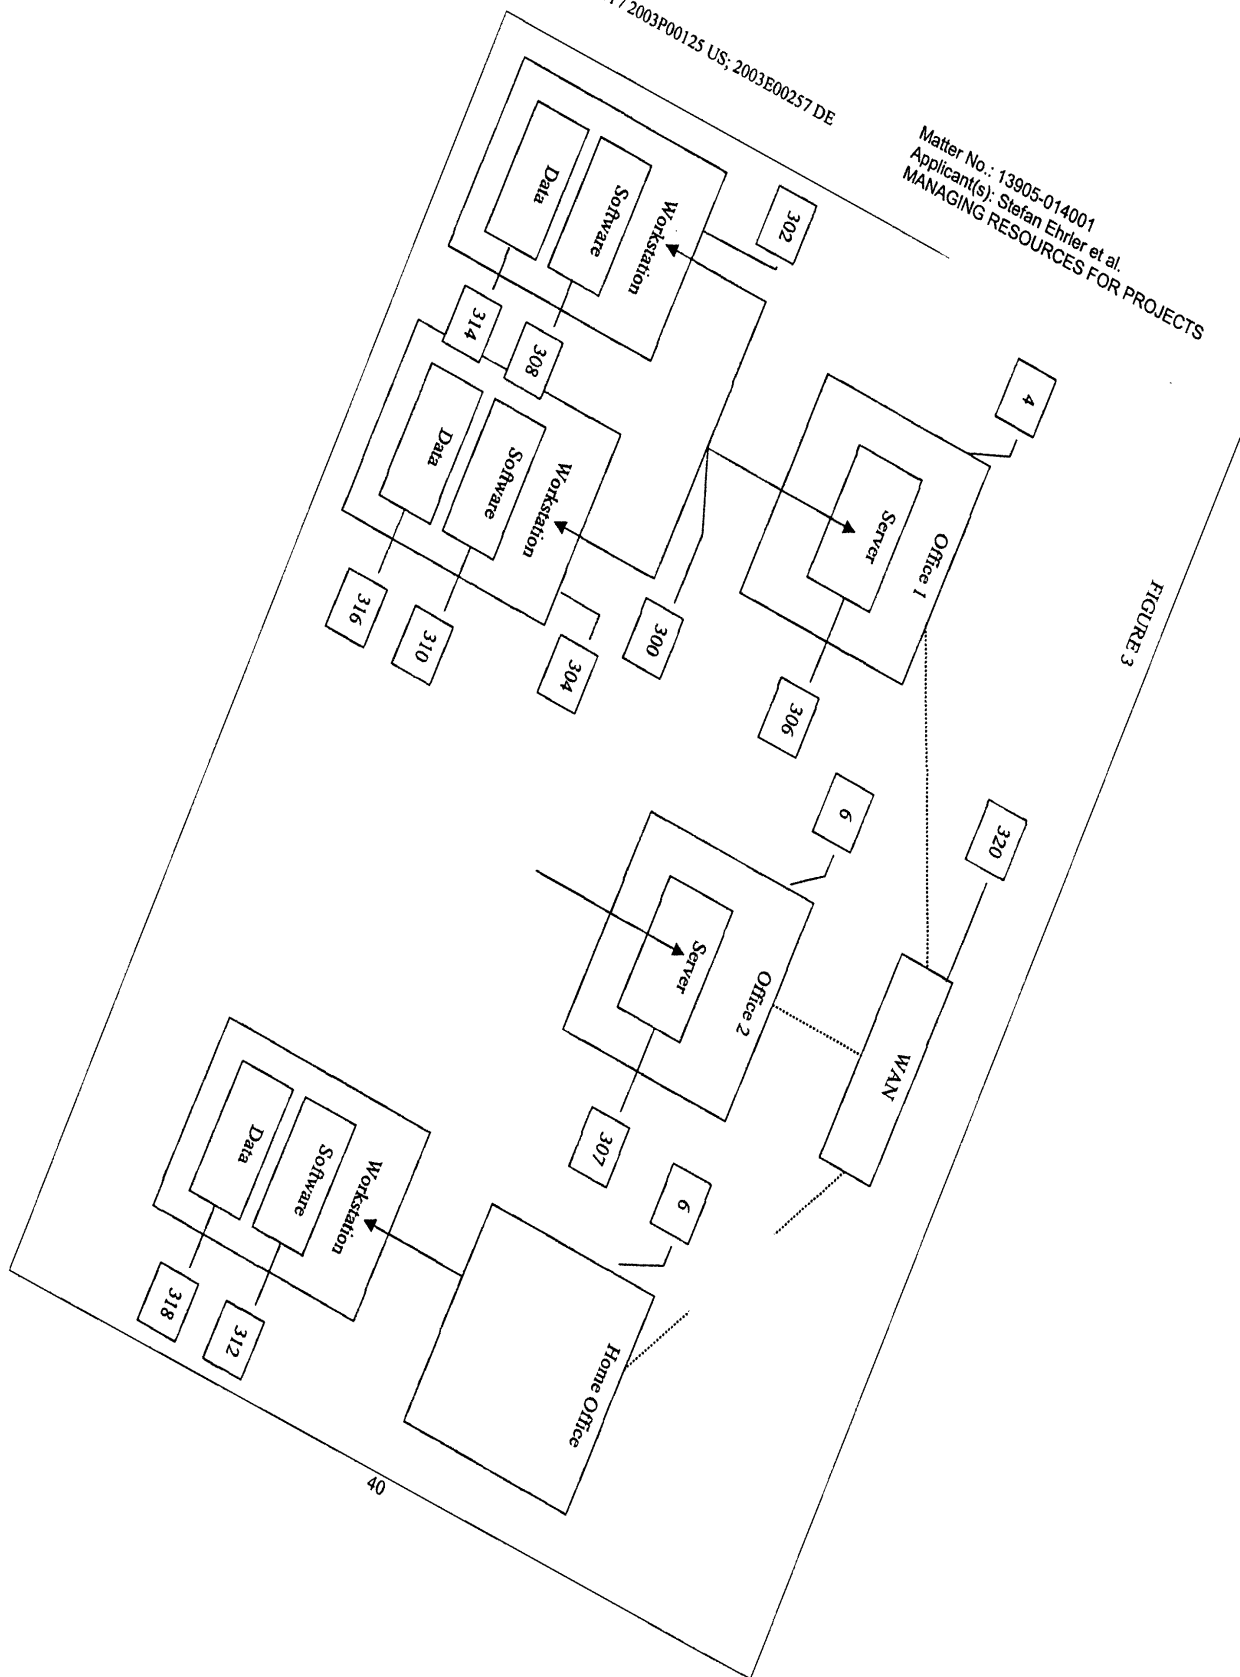 2003P00125 US; 2003E00257 DE
Matter No.: 13905-014001
Applicant(s): Stefan Ehrler et al.
MANAGING RESOURCES FOR PROJECTS
FIGURE 3
4
320
WAN
Office 1
Server
306
6
Office 2
Server
307
6
Home Office
302
300
Workstation
Software
Data
308
314
304
Workstation
Software
Data
310
316
Workstation
Software
Data
312
318
40